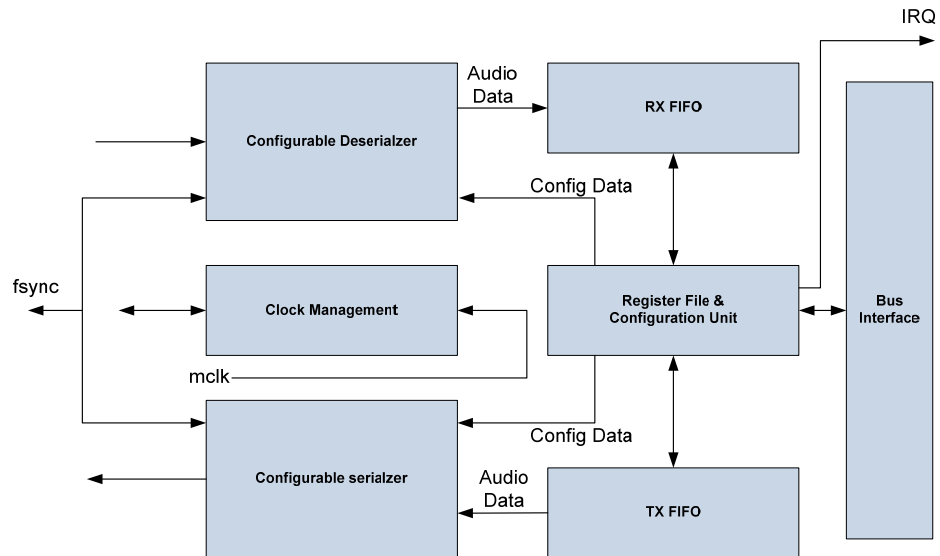 IRQ
Audio
Data
RX FIFO
Configurable Deserialzer
Config Data
fsync
Clock Management
Register File &
Configuration Unit
Bus
Interface
mclk
Config Data
Configurable serialzer
Audio
Data
TX FIFO